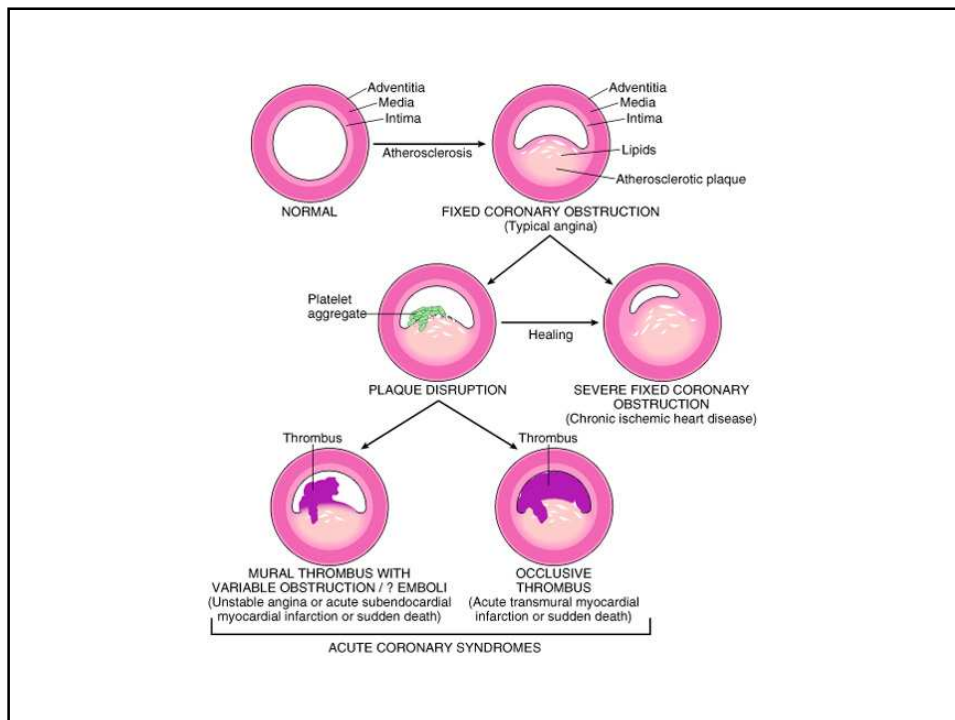 Adventitia
Media
Intima
Atherosclerosis
NORMAL
Adventitia
Media
Intima
Lipids
Atherosclerotic plaque
FIXED CORONARY OBSTRUCTION
(Typical angina)
Platelet
aggregate
Healing
PLAQUE DISRUPTION
SEVERE FIXED CORONARY
OBSTRUCTION
(Chronic ischemic heart disease)
Thrombus
Thrombus
MURAL THROMBUS WITH
VARIABLE OBSTRUCTION / ? EMBOLI
(Unstable angina or acute subendocardial
myocardial infarction or sudden death)
OCCLUSIVE
THROMBUS
(Acute transmural myocardial
infarction or sudden death)
ACUTE CORONARY SYNDROMES